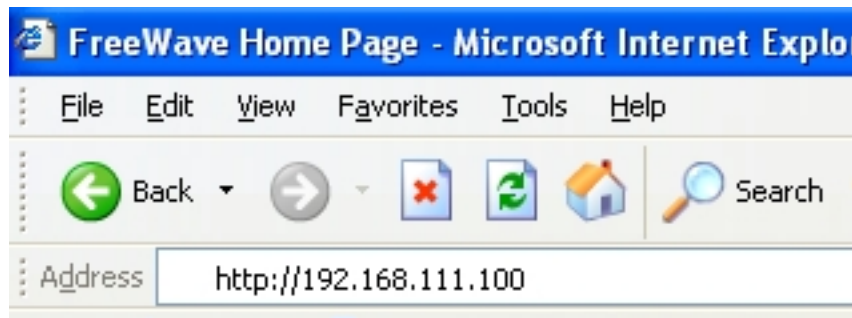 FreeWave Home Page - Microsoft Internet Explo
File Edit View Favorites Tools Help
Back Search
Address http://192.168.111.100